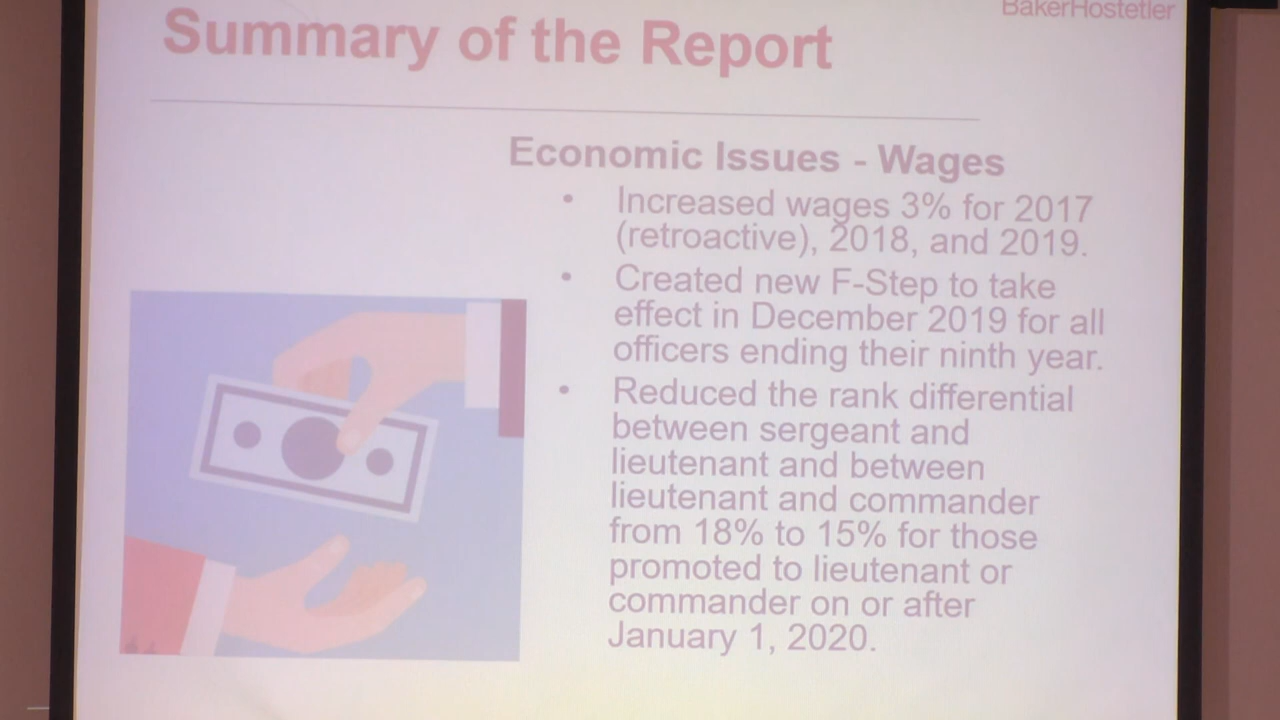 BakerHostetler
Summary of the Report
Economic Issues - Wages
• Increased wages 3% for 2017
(retroactive), 2018, and 2019.
• Created new F-Step to take
effect in December 2019 for all
officers ending their ninth year.
• Reduced the rank differential
between sergeant and
lieutenant and between
lieutenant and commander
from 18% to 15% for those
promoted to lieutenant or
commander on or after
January 1, 2020.